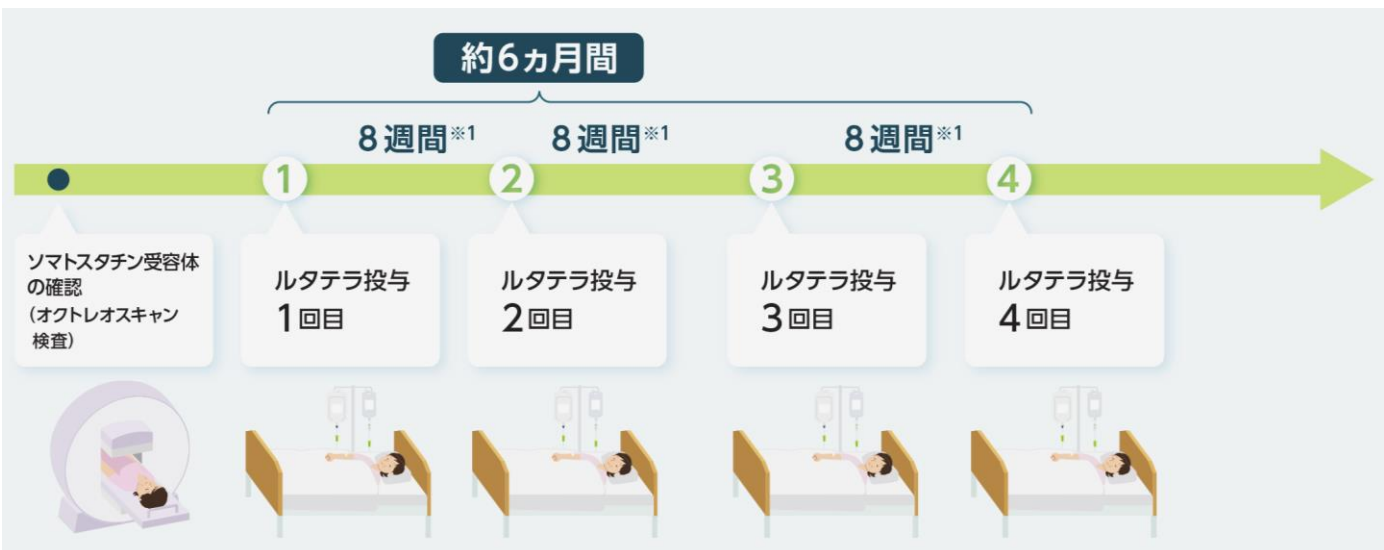 約6ヵ月間
8週間※1
8週間※1
8週間※1
1
2
3
4
ソマトスタチン受容体
の確認
（オクトレオスキャン
検査）
ルタテラ投与
1回目
ルタテラ投与
2回目
ルタテラ投与
3回目
ルタテラ投与
4回目